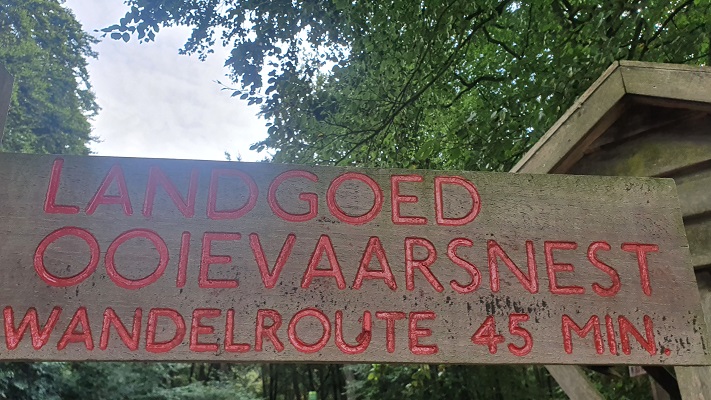 LANDGOED
OOIEVAARSNEST
WANDELROUTE 45 MIN.